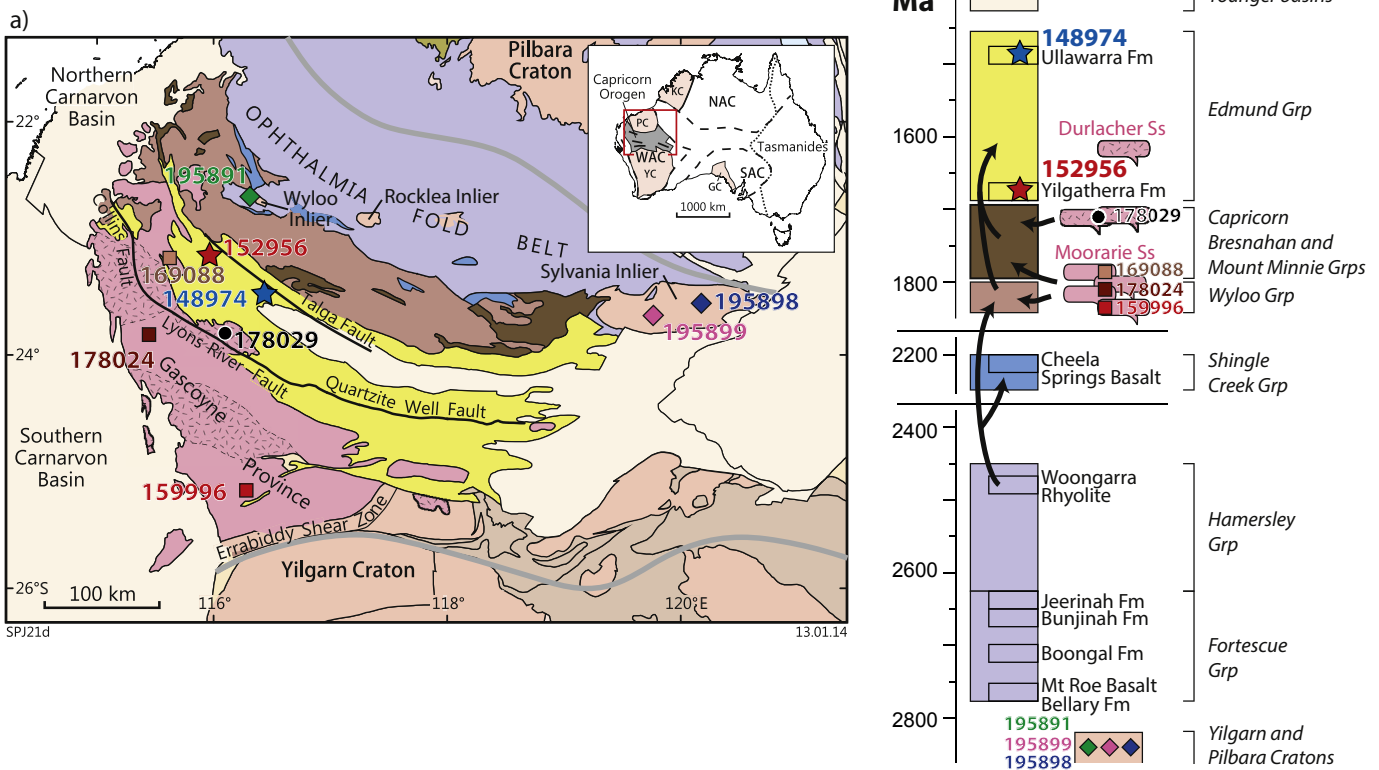 a)
Northern
Carnarvon
Basin
Pilbara
Craton
Capricorn
Orogen
KC
NAC
PC
WAC
YC
GC
SAC
Tasmanides
1000 km
22°
OPHTHALMIA
FOLD
BELT
195891
Wyloo
Inlier
Rocklea Inlier
Sylvania Inlier
Collins Fault
152956
169088
148974
Talga Fault
195898
195899
178029
24°
178024
Lyons-River-Fault
Gascoyne
Province
Quartzite Well Fault
Southern
Carnarvon
Basin
159996
Errabiddy Shear Zone
Yilgarn Craton
26°S
100 km
116°
118°
120°E
SPJ21d
13.01.14
Ma
Younger Basins
148974
Ullawarra Fm
Edmund Grp
1600
Durlacher Ss
152956
Yilgatherra Fm
178029
Capricorn
Bresnahan and
Mount Minnie Grps
Moorarie Ss
169088
1800
178024
Wyloo Grp
159996
2200
Cheela
Springs Basalt
Shingle
Creek Grp
2400
Woongarra
Rhyolite
Hamersley
Grp
2600
Jeerinah Fm
Bunjinah Fm
Boongal Fm
Fortescue
Grp
Mt Roe Basalt
Bellary Fm
2800
195891
195899
195898
Yilgarn and
Pilbara Cratons